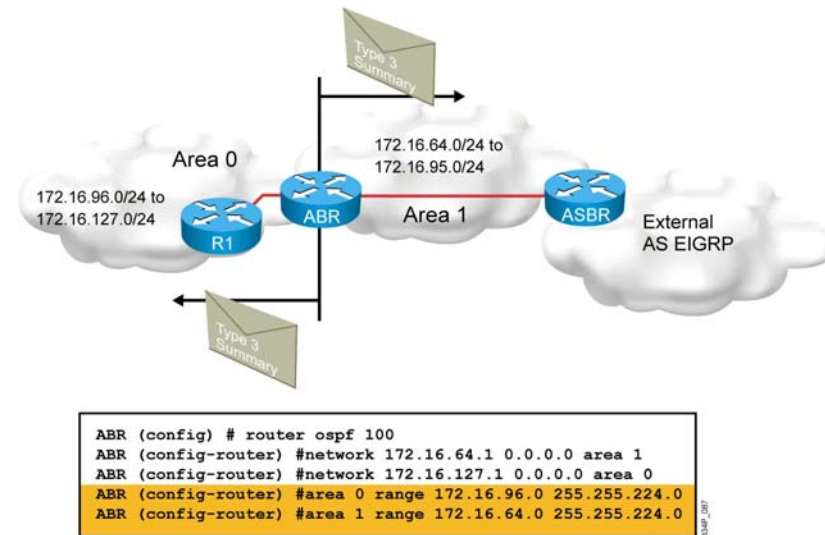 Type 3
Summary
172.16.64.0/24 to
172.16.95.0/24
Area 0
172.16.96.0/24 to
172.16.127.0/24
R1
ABR
Area 1
ASBR
External
AS EIGRP
Type 3
Summary
ABR (config) # router ospf 100
ABR (config-router) #network 172.16.64.1 0.0.0.0 area 1
ABR (config-router) #network 172.16.127.1 0.0.0.0 area 0
ABR (config-router) #area 0 range 172.16.96.0 255.255.224.0
ABR (config-router) #area 1 range 172.16.64.0 255.255.224.0